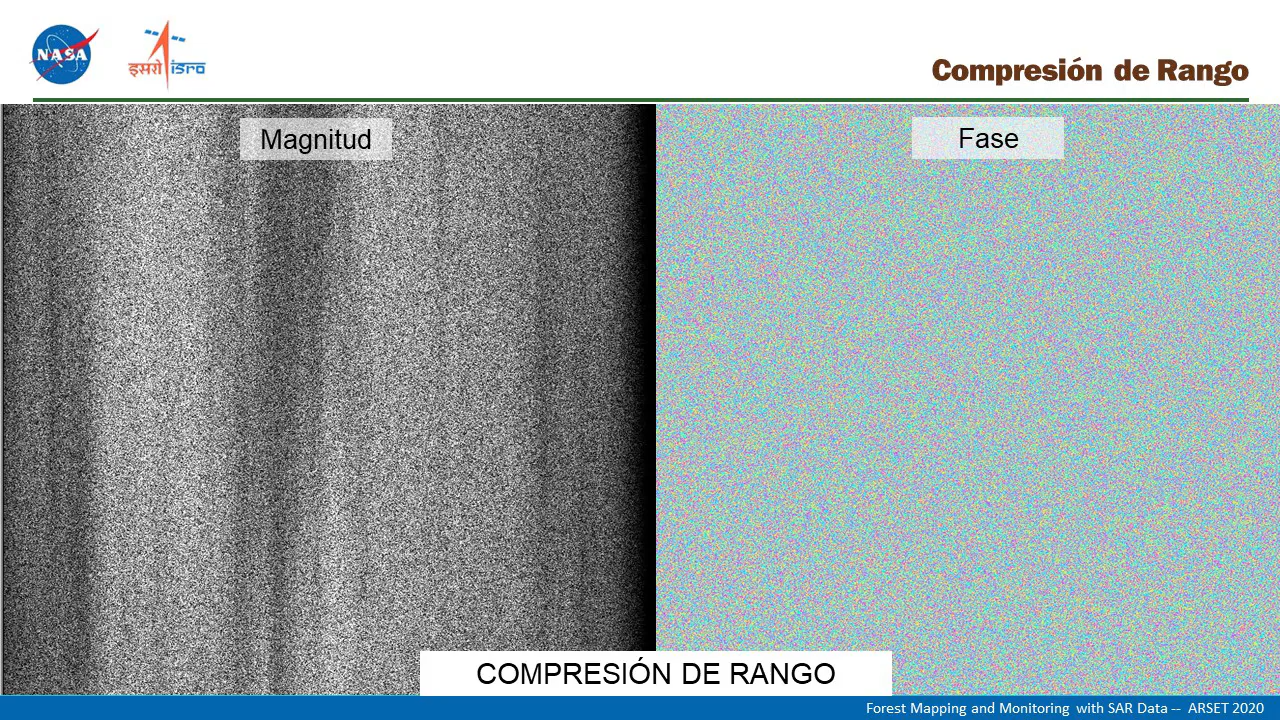 NASA
इसरो isro
Compresión de Rango
Magnitud
Fase
COMPRESIÓN DE RANGO
Forest Mapping and Monitoring with SAR Data -- ARSET 2020